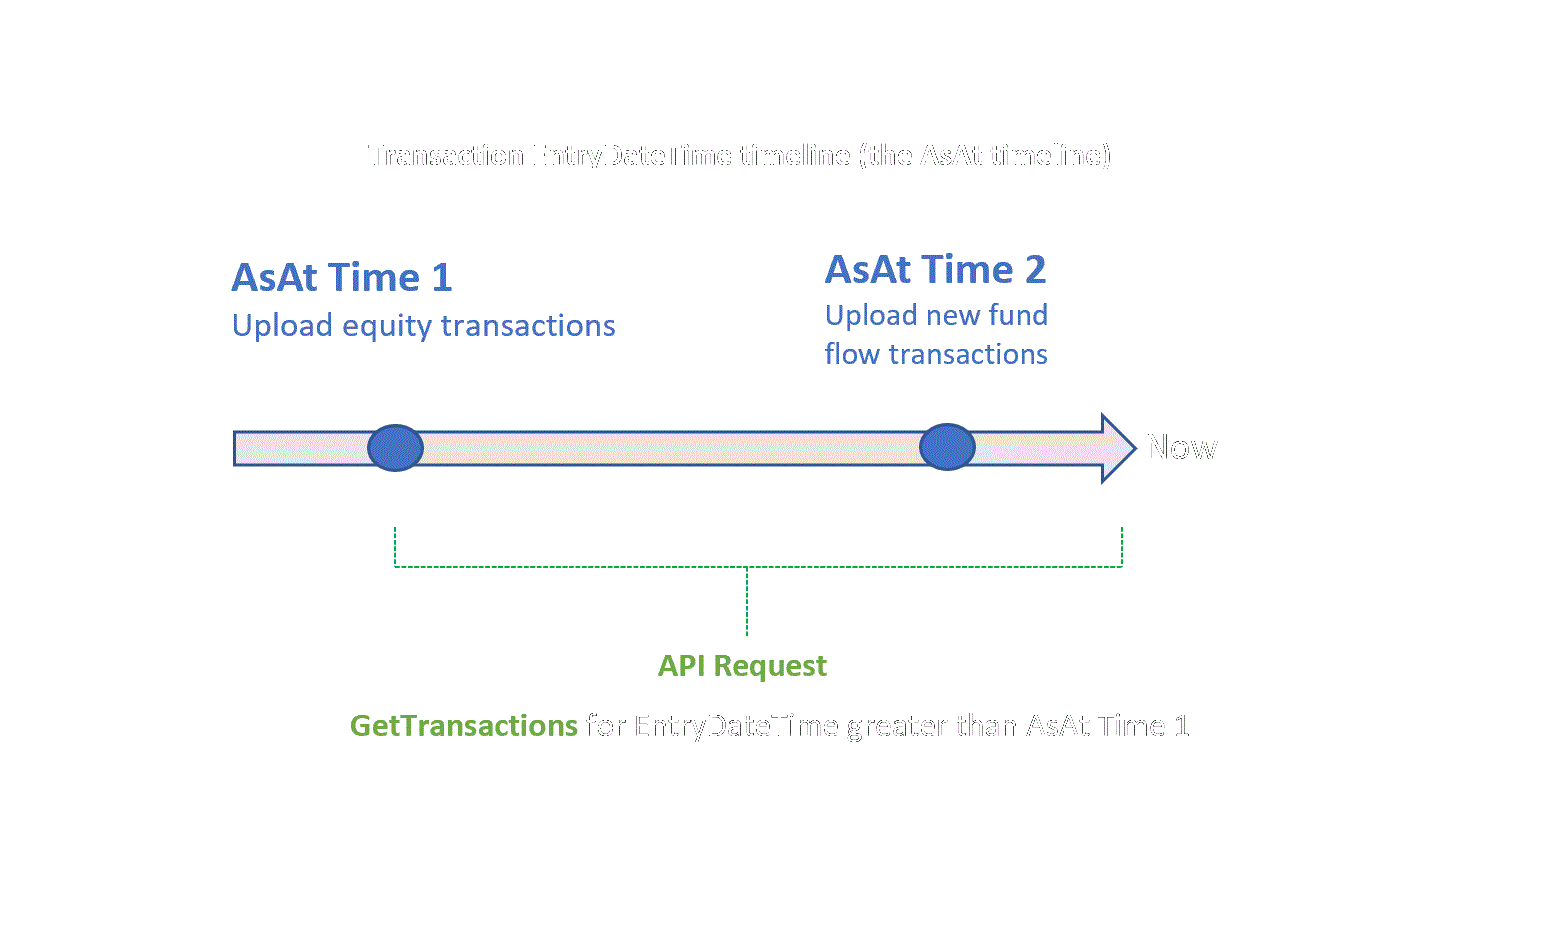 Transaction EntryDateTime timeline (the AsAt timeline)
AsAt Time 1
Upload equity transactions
AsAt Time 2
Upload new fund
flow transactions
Now
API Request
GetTransactions for EntryDateTime greater than AsAt Time 1